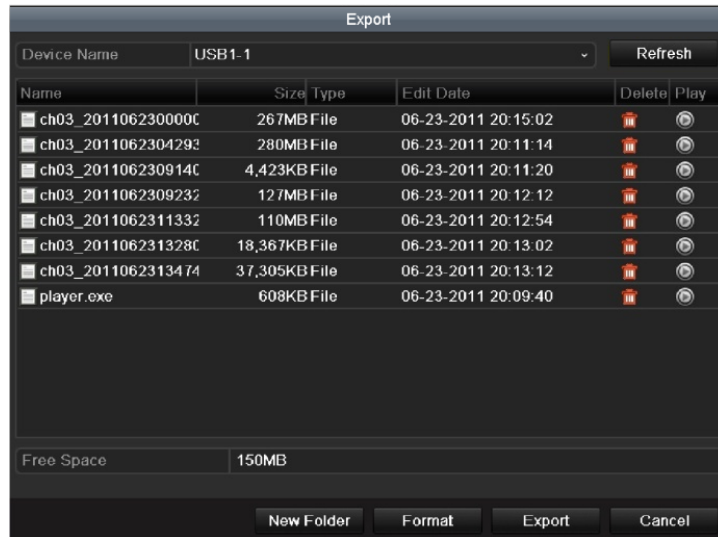 Export
Device Name USB1-1 Refresh
Name Size Type Edit Date Delete Play
ch03_2011062300000 267MB File 06-23-2011 20:15:02
ch03_2011062304293 280MB File 06-23-2011 20:11:14
ch03_201106230914 4,423KB File 06-23-2011 20:11:20
ch03_2011062309232 127MB File 06-23-2011 20:12:12
ch03_2011062311332 110MB File 06-23-2011 20:12:54
ch03_201106231328 18,367KB File 06-23-2011 20:13:02
ch03_2011062313474 37,305KB File 06-23-2011 20:13:12
player.exe 608KB File 06-23-2011 20:09:40
Free Space 150MB
New Folder Format Export Cancel